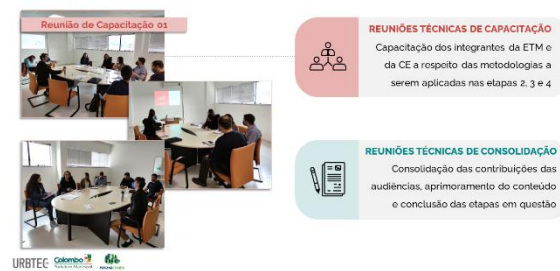 Reunião de Capacitação 01
REUNIÕES TÉCNICAS DE CAPACITAÇÃO
Capacitação dos integrantes da ETM e
da CE a respeito das metodologias a
serem aplicadas nas etapas 2, 3 e 4
REUNIÕES TÉCNICAS DE CONSOLIDAÇÃO
Consolidação das contribuições das
audiências, aprimoramento do conteúdo
e conclusão das etapas em questão
URBTEC
Colombo